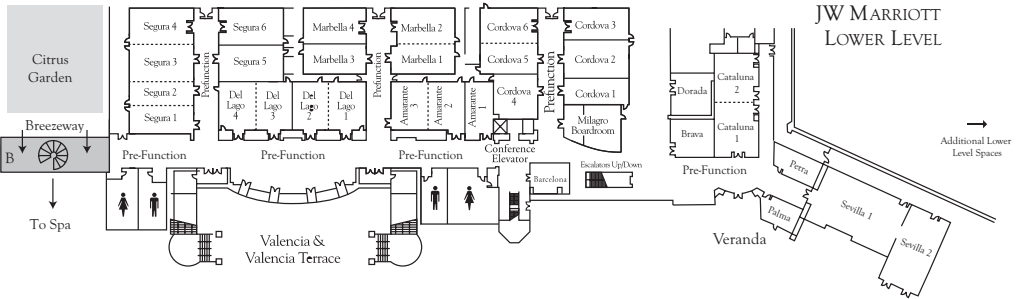 JW MARRIOTT
LOWER LEVEL
Citrus
Garden
Breezeway
B
To Spa
Segura 4
Segura 3
Segura 2
Segura 1
Prefunction
Segura 6
Segura 5
Del
Lago
4
Del
Lago
3
Del
Lago
2
Del
Lago
1
Marbella 4
Marbella 3
Prefunction
Marbella 2
Marbella 1
Amarante
3
Amarante
2
Amarante
1
Cordova 6
Cordova 5
Cordova
4
Prefunction
Cordova 3
Cordova 2
Cordova 1
Milagro
Boardroom
Conference
Elevator
Pre-Function
Pre-Function
Pre-Function
Barcelona
Escalators Up/Down
Valencia &
Valencia Terrace
Dorada
Brava
Cataluna
2
Cataluna
1
Pre-Function
Perra
Palma
Veranda
Sevilla 1
Sevilla 2
Additional Lower
Level Spaces